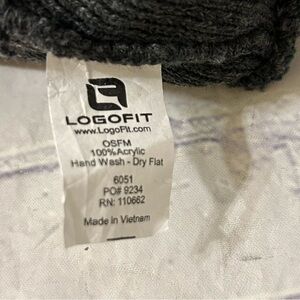 LOGOFIT
www.LogoFit.com
OSFM
100%Acrylic
Hand Wash - Dry Flat
6051
PO# 9234
RN: 110662
Made in Vietnam